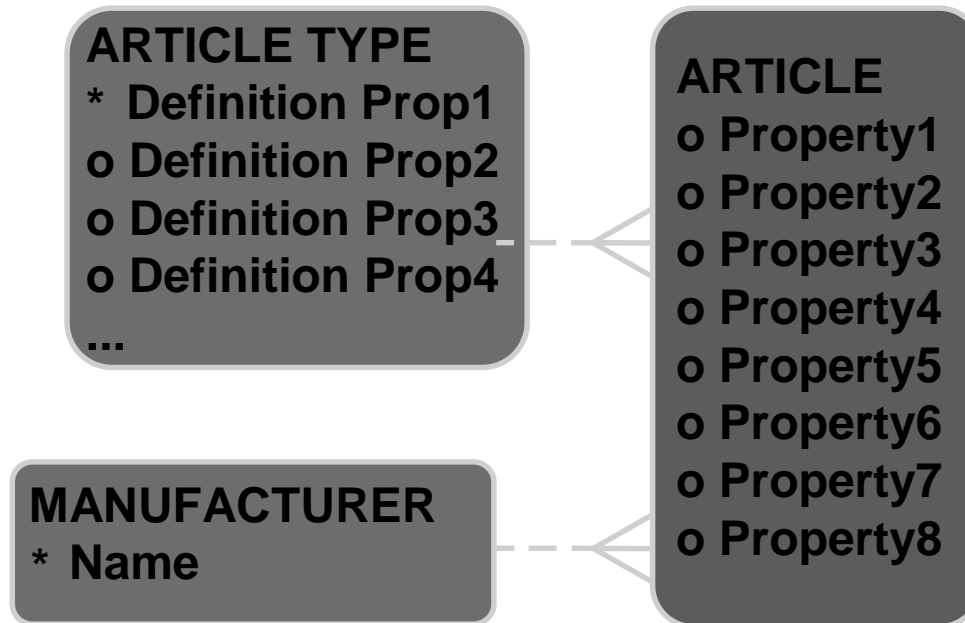 ARTICLE TYPE
* Definition Prop1
o Definition Prop2
o Definition Prop3
o Definition Prop4
...
ARTICLE
o Property1
o Property2
o Property3
o Property4
o Property5
o Property6
o Property7
o Property8
MANUFACTURER
* Name